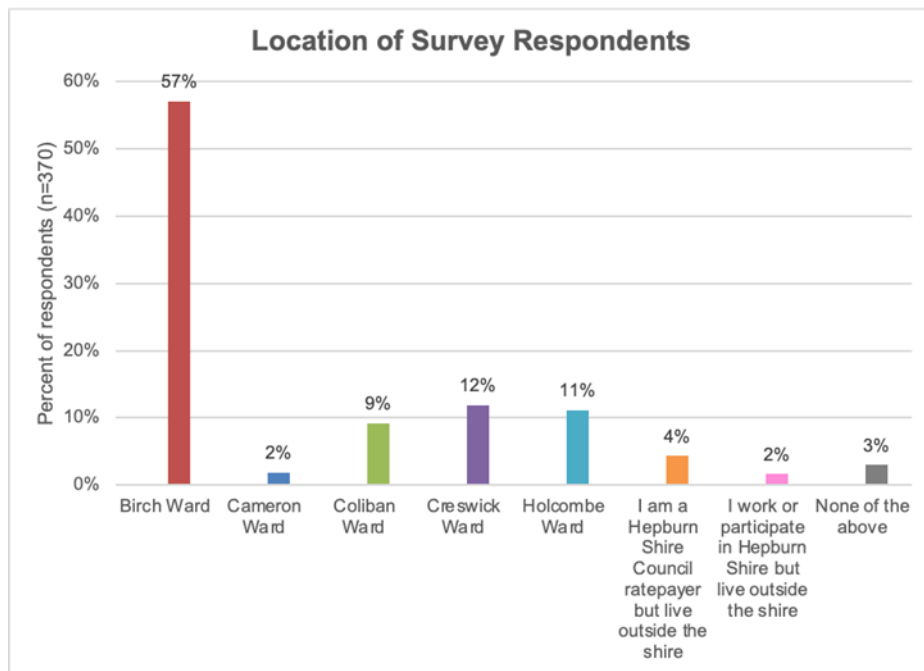 Location of Survey Respondents
Percent of respondents (n=370)
60%
50%
40%
30%
20%
10%
0%
57%
2%
9%
12%
11%
4%
2%
3%
Birch Ward
Cameron
Ward
Coliban
Ward
Creswick
Ward
Holcombe
Ward
I am a
Hepburn
Shire
Council
ratepayer
but live
outside the
shire
I work or
participate
in Hepburn
Shire but
live outside
the shire
None of the
above